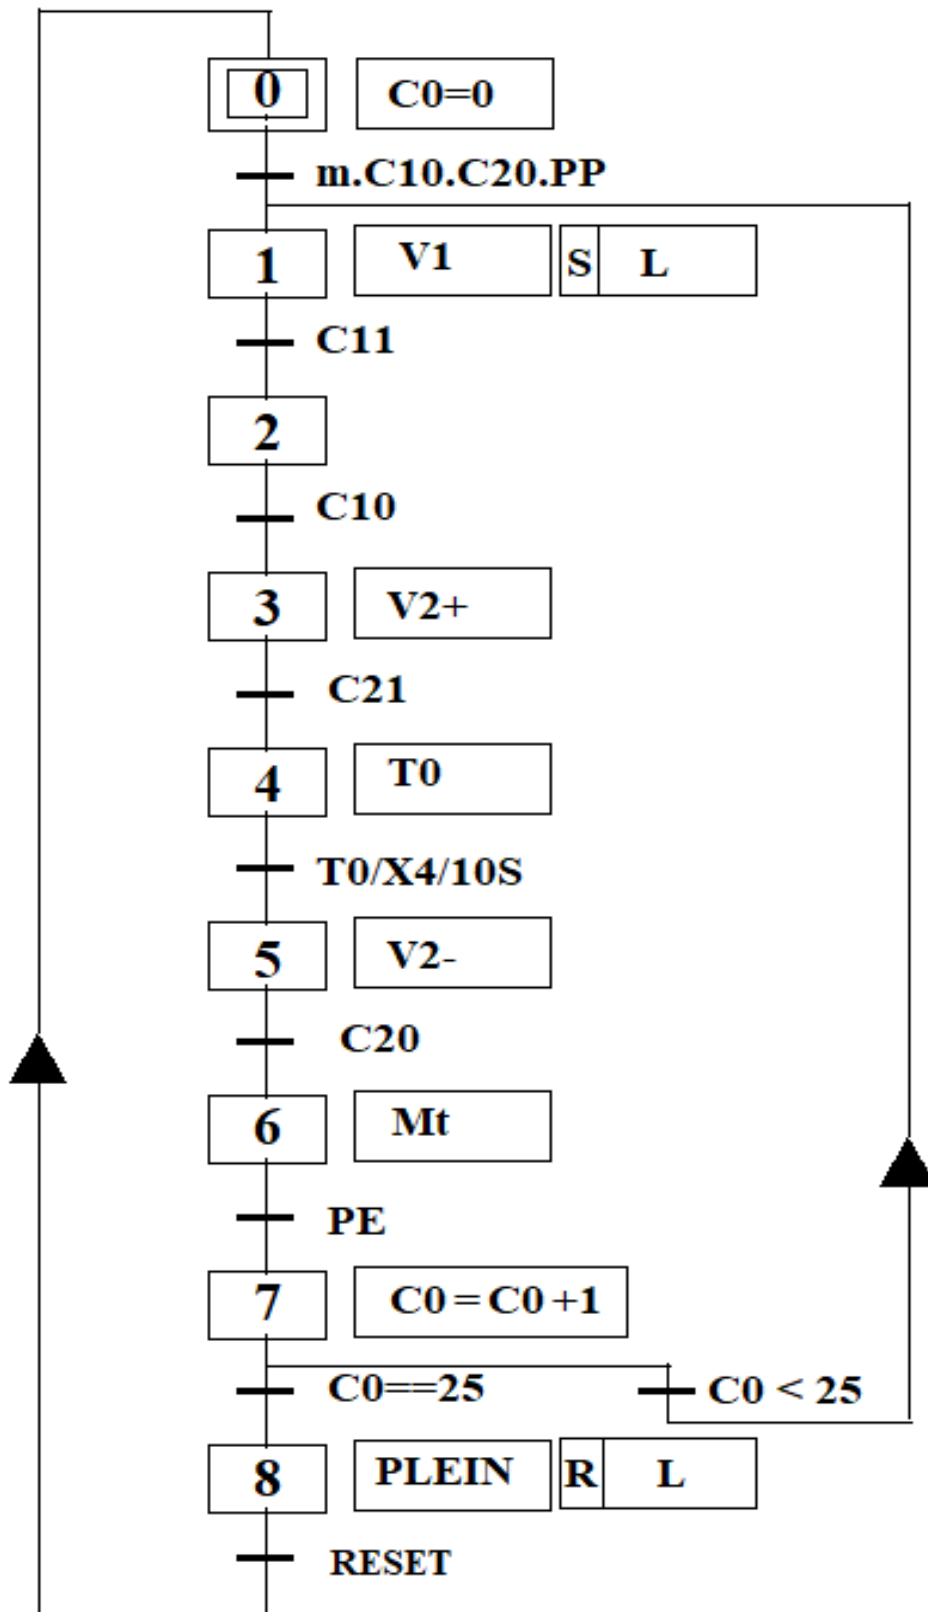 0 C0=0
m.C10.C20.PP
1 V1 S L
C11
2
C10
3 V2+
C21
4 T0
T0/X4/10S
5 V2-
C20
6 Mt
PE
7 C0 = C0 +1
C0==25 C0 < 25
8 PLEIN R L
RESET